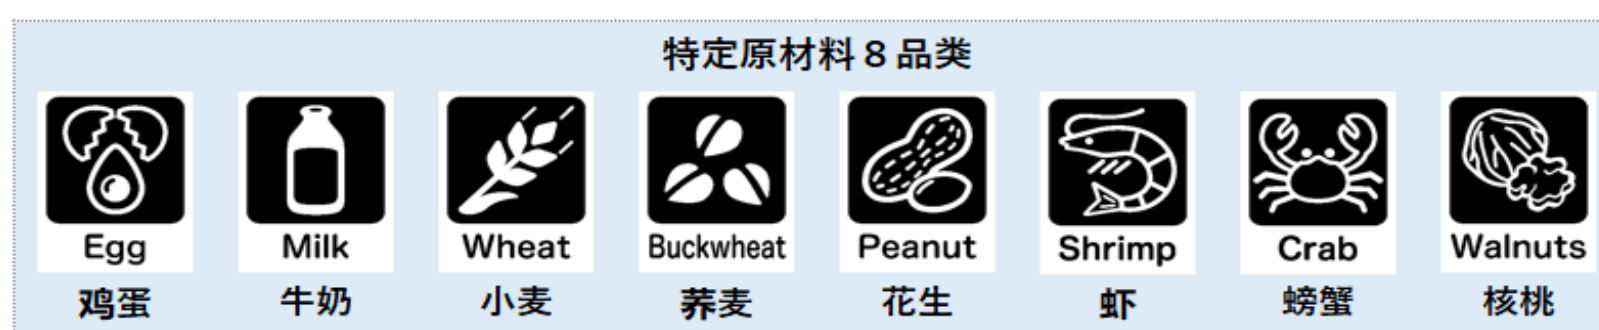 特定原材料８品类
Egg Milk Wheat Buckwheat Peanut Shrimp Crab Walnuts
鸡蛋 牛奶 小麦 荞麦 花生 虾 螃蟹 核桃